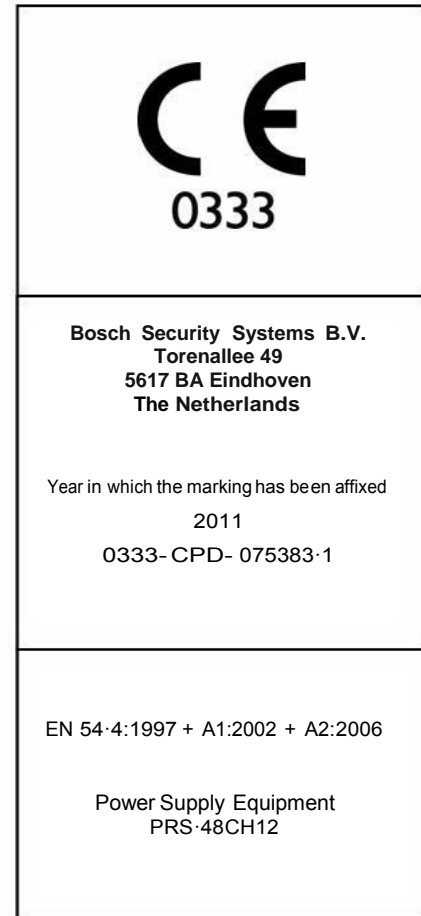 CE
0333
Bosch Security Systems B.V.
Torenallee 49
5617 BA Eindhoven
The Netherlands
Year in which the marking has been affixed
2011
0333-CPD-075383·1
EN 54·4:1997 + A1:2002 + A2:2006
Power Supply Equipment
PRS·48CH12